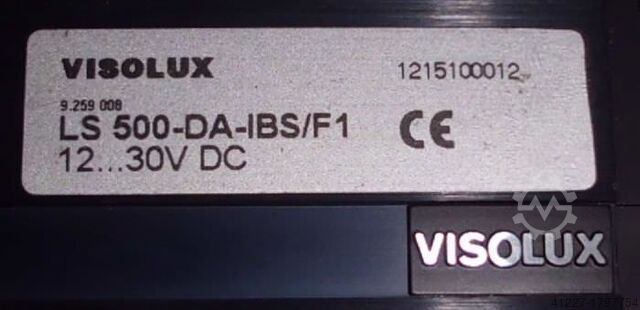 VISOLUX 1215100012
9.259 008
LS 500-DA-IBS/F1 CE
12...30V DC
VISOLUX